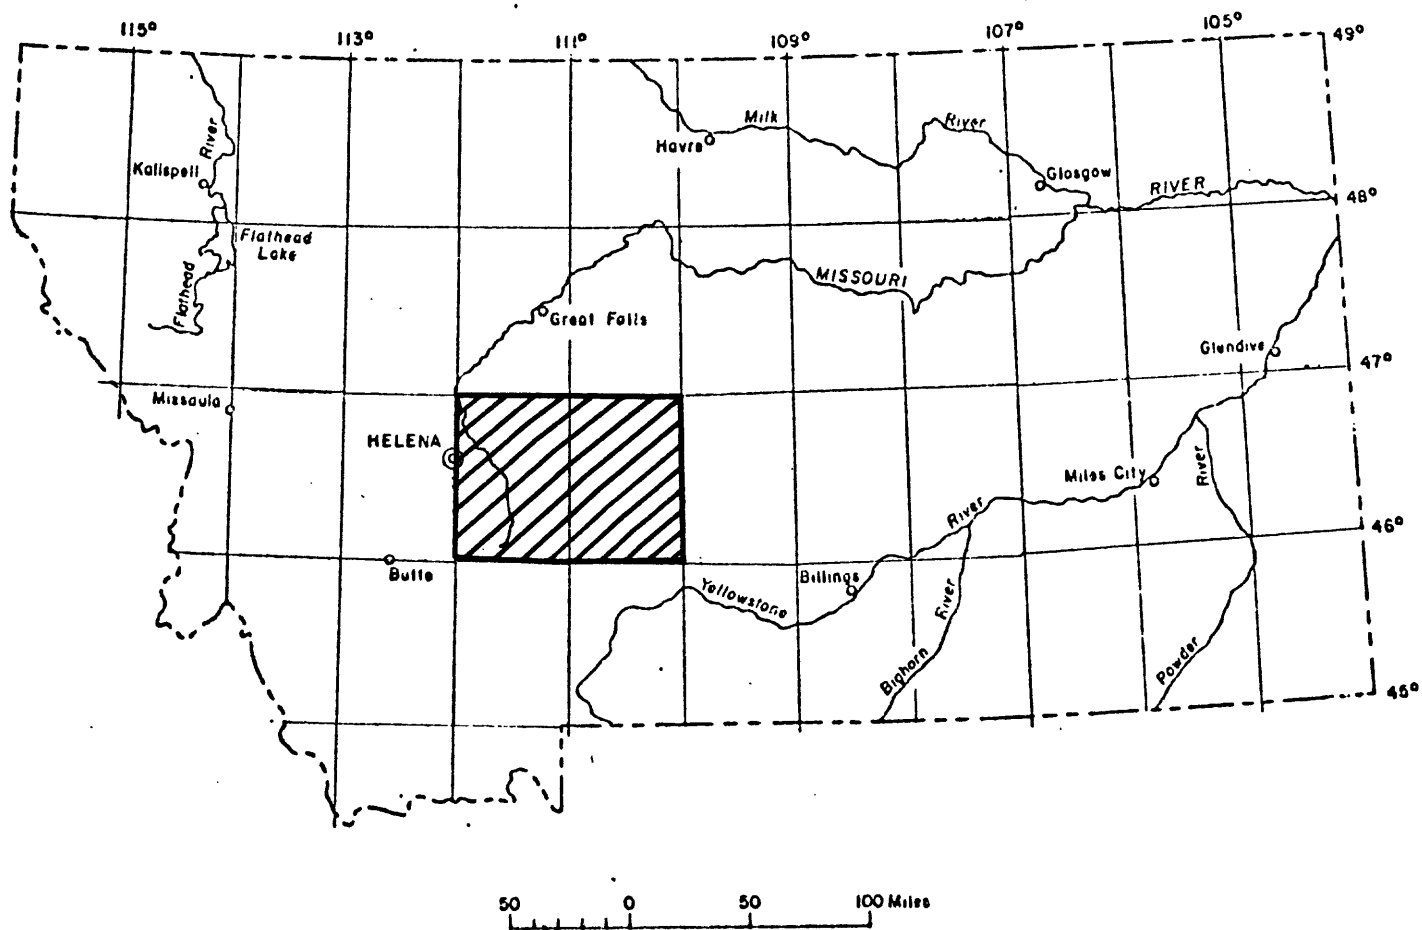 115° 113° 111° 109° 107° 105°
49°
Milk River
Havre
River
Kalispell
Glasgow
RIVER
48°
Flathead
Lake
MISSOURI
Flathead
Great Falls
Glendive
47°
Missoula
HELENA
Miles City
River
River
46°
Butte
Billings
Yellowstone
River
Bighorn
Powder
45°
50 0 50 100 Miles